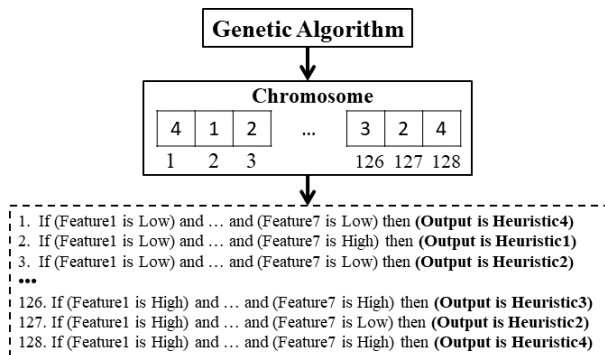 Genetic Algorithm
Chromosome
4 1 2 ... 3 2 4
1 2 3 126 127 128
1. If (Feature1 is Low) and … and (Feature7 is Low) then (Output is Heuristic4)
2. If (Feature1 is Low) and … and (Feature7 is High) then (Output is Heuristic1)
3. If (Feature1 is Low) and … and (Feature7 is Low) then (Output is Heuristic2)
•••
126. If (Feature1 is High) and … and (Feature7 is High) then (Output is Heuristic3)
127. If (Feature1 is High) and … and (Feature7 is Low) then (Output is Heuristic2)
128. If (Feature1 is High) and … and (Feature7 is High) then (Output is Heuristic4)